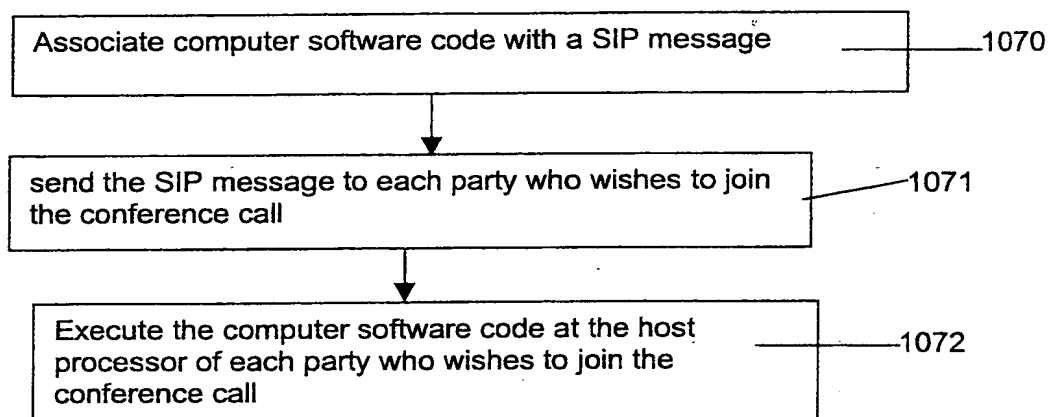 Associate computer software code with a SIP message
1070
send the SIP message to each party who wishes to join
the conference call
1071
Execute the computer software code at the host
processor of each party who wishes to join the
conference call
1072